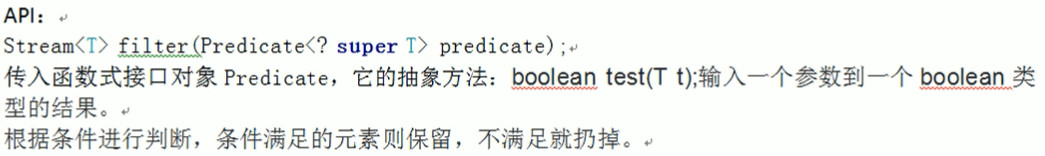 API：
Stream<T> filter(Predicate<? super T> predicate);
传入函数式接口对象 Predicate，它的抽象方法：boolean test(T t);输入一个参数到一个 boolean 类
型的结果。
根据条件进行判断，条件满足的元素则保留，不满足就扔掉。